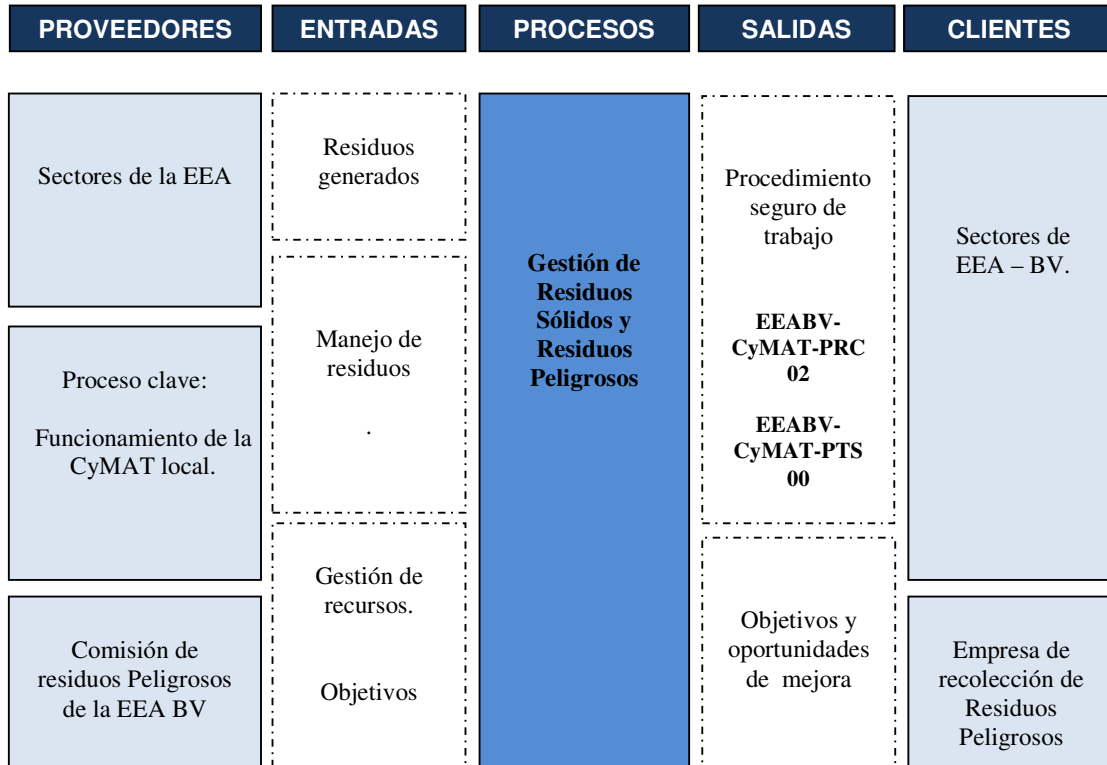 PROVEEDORES
ENTRADAS
PROCESOS
SALIDAS
CLIENTES
Sectores de la EEA
Proceso clave:
Funcionamiento de la
CyMAT local.
Comisión de
residuos Peligrosos
de la EEA BV
Residuos
generados
Manejo de
residuos
.
Gestión de
recursos.
Objetivos
Gestión de
Residuos
Sólidos y
Residuos
Peligrosos
Procedimiento
seguro de
trabajo
EEABV-
CyMAT-PRC
02
EEABV-
CyMAT-PTS
00
Objetivos y
oportunidades
de mejora
Sectores de
EEA – BV.
Empresa de
recolección de
Residuos
Peligrosos